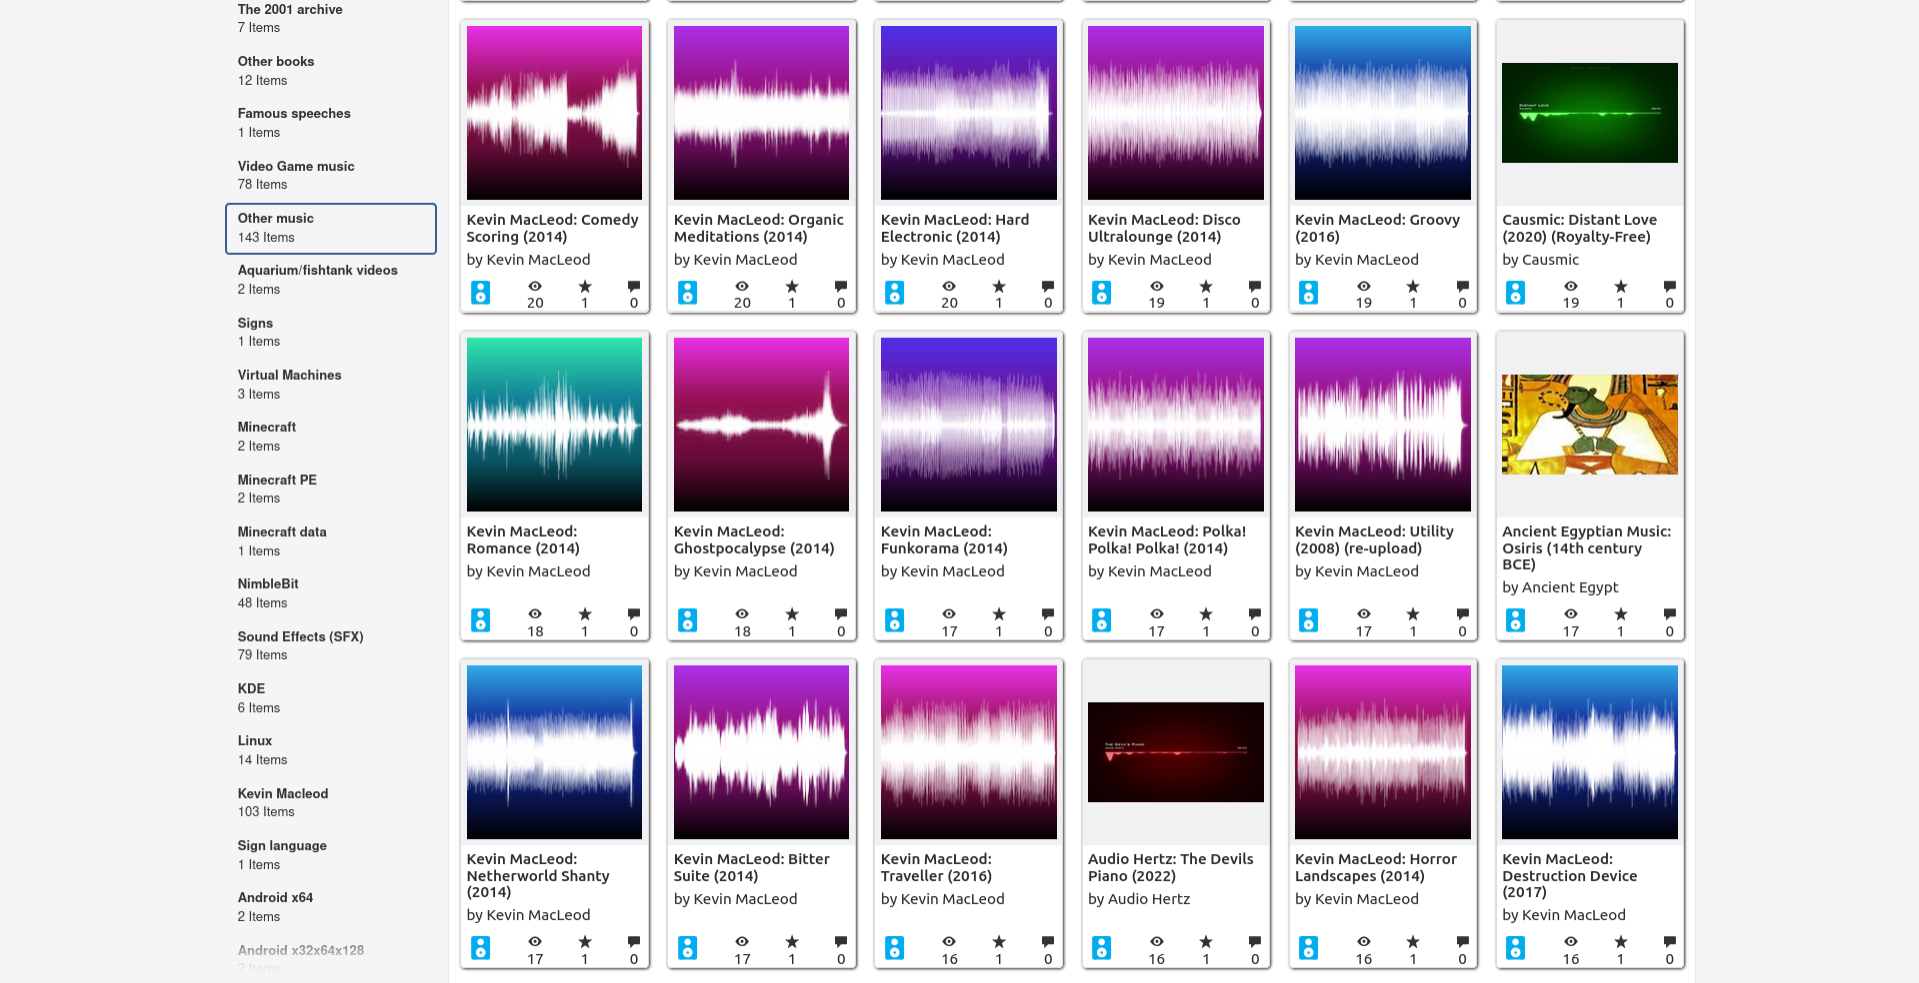 The 2001 archive
7 Items
Other books
12 Items
Famous speeches
1 Items
Video Game music
78 Items
Other music
143 Items
Aquarium/fishtank videos
2 Items
Signs
1 Items
Virtual Machines
3 Items
Minecraft
2 Items
Minecraft PE
2 Items
Minecraft data
1 Items
NimbleBit
48 Items
Sound Effects (SFX)
79 Items
KDE
6 Items
Linux
14 Items
Kevin Macleod
103 Items
Sign language
1 Items
Android x64
2 Items
Android x32x64x128
2 Items
Kevin MacLeod: Comedy
Scoring (2014)
by Kevin MacLeod
20 1 0
Kevin MacLeod: Organic
Meditations (2014)
by Kevin MacLeod
20 1 0
Kevin MacLeod: Hard
Electronic (2014)
by Kevin MacLeod
20 1 0
Kevin MacLeod: Disco
Ultralounge (2014)
by Kevin MacLeod
19 1 0
Kevin MacLeod: Groovy
(2016)
by Kevin MacLeod
19 1 0
Distant Love
Causmic: Distant Love
(2020) (Royalty-Free)
by Causmic
19 1 0
Kevin MacLeod:
Romance (2014)
by Kevin MacLeod
18 1 0
Kevin MacLeod:
Ghostpocalypse (2014)
by Kevin MacLeod
18 1 0
Kevin MacLeod:
Funkorama (2014)
by Kevin MacLeod
17 1 0
Kevin MacLeod: Polka!
Polka! Polka! (2014)
by Kevin MacLeod
17 1 0
Kevin MacLeod: Utility
(2008) (re-upload)
by Kevin MacLeod
17 1 0
Ancient Egyptian Music:
Osiris (14th century
BCE)
by Ancient Egypt
17 1 0
Kevin MacLeod:
Netherworld Shanty
(2014)
by Kevin MacLeod
17 1 0
Kevin MacLeod: Bitter
Suite (2014)
by Kevin MacLeod
17 1 0
Kevin MacLeod:
Traveller (2016)
by Kevin MacLeod
16 1 0
The Devil's Piano
Audio Hertz: The Devils
Piano (2022)
by Audio Hertz
16 1 0
Kevin MacLeod: Horror
Landscapes (2014)
by Kevin MacLeod
16 1 0
Kevin MacLeod:
Destruction Device
(2017)
by Kevin MacLeod
16 1 0